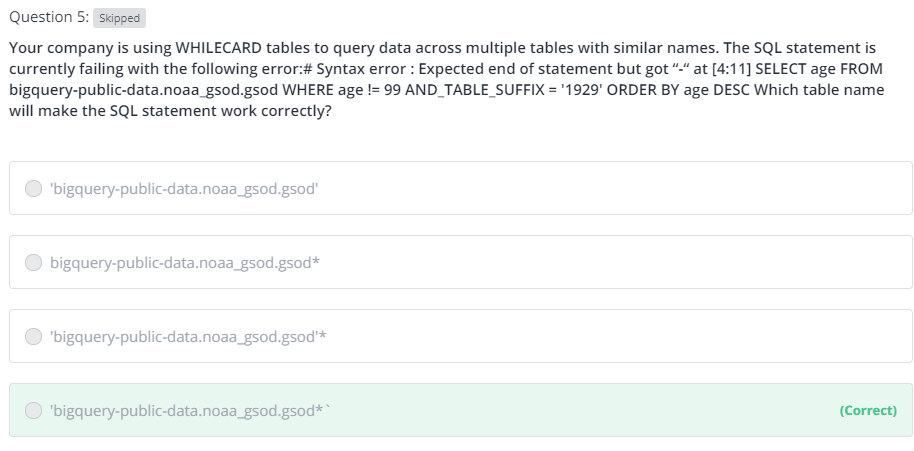 Question 5: Skipped
Your company is using WHILECARD tables to query data across multiple tables with similar names. The SQL statement is
currently failing with the following error:# Syntax error : Expected end of statement but got “-“ at [4:11] SELECT age FROM
bigquery-public-data.noaa_gsod.gsod WHERE age != 99 AND_TABLE_SUFFIX = '1929' ORDER BY age DESC Which table name
will make the SQL statement work correctly?
'bigquery-public-data.noaa_gsod.gsod'
bigquery-public-data.noaa_gsod.gsod*
'bigquery-public-data.noaa_gsod.gsod'*
'bigquery-public-data.noaa_gsod.gsod*`
(Correct)